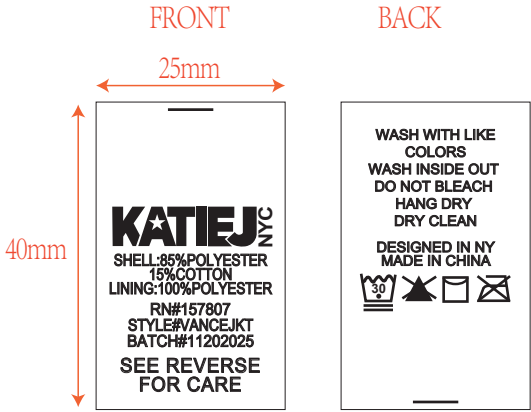 FRONT
25mm
40mm
KATIEJ NYC
SHELL:85%POLYESTER
15%COTTON
LINING:100%POLYESTER
RN#157807
STYLE#VANCEJKT
BATCH#11202025
SEE REVERSE
FOR CARE
BACK
WASH WITH LIKE
COLORS
WASH INSIDE OUT
DO NOT BLEACH
HANG DRY
DRY CLEAN
DESIGNED IN NY
MADE IN CHINA
30